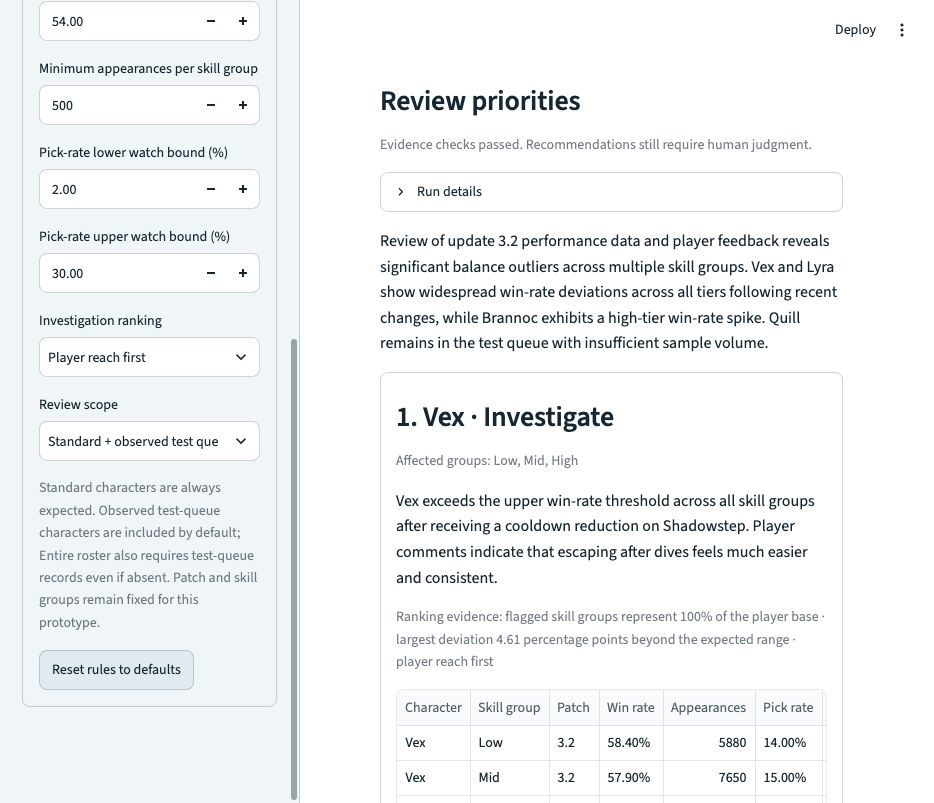 54.00
Minimum appearances per skill group
500
Pick-rate lower watch bound (%)
2.00
Pick-rate upper watch bound (%)
30.00
Investigation ranking
Player reach first
Review scope
Standard + observed test que
Standard characters are always
expected. Observed test-queue
characters are included by default;
Entire roster also requires test-queue
records even if absent. Patch and skill
groups remain fixed for this
prototype.
Reset rules to defaults
Deploy
Review priorities
Evidence checks passed. Recommendations still require human judgment.
Run details
Review of update 3.2 performance data and player feedback reveals
significant balance outliers across multiple skill groups. Vex and Lyra
show widespread win-rate deviations across all tiers following recent
changes, while Brannoc exhibits a high-tier win-rate spike. Quill
remains in the test queue with insufficient sample volume.
1. Vex · Investigate
Affected groups: Low, Mid, High
Vex exceeds the upper win-rate threshold across all skill groups
after receiving a cooldown reduction on Shadowstep. Player
comments indicate that escaping after dives feels much easier
and consistent.
Ranking evidence: flagged skill groups represent 100% of the player base ·
largest deviation 4.61 percentage points beyond the expected range ·
player reach first
Character Skill group Patch Win rate Appearances Pick rate
Vex Low 3.2 58.40% 5880 14.00%
Vex Mid 3.2 57.90% 7650 15.00%